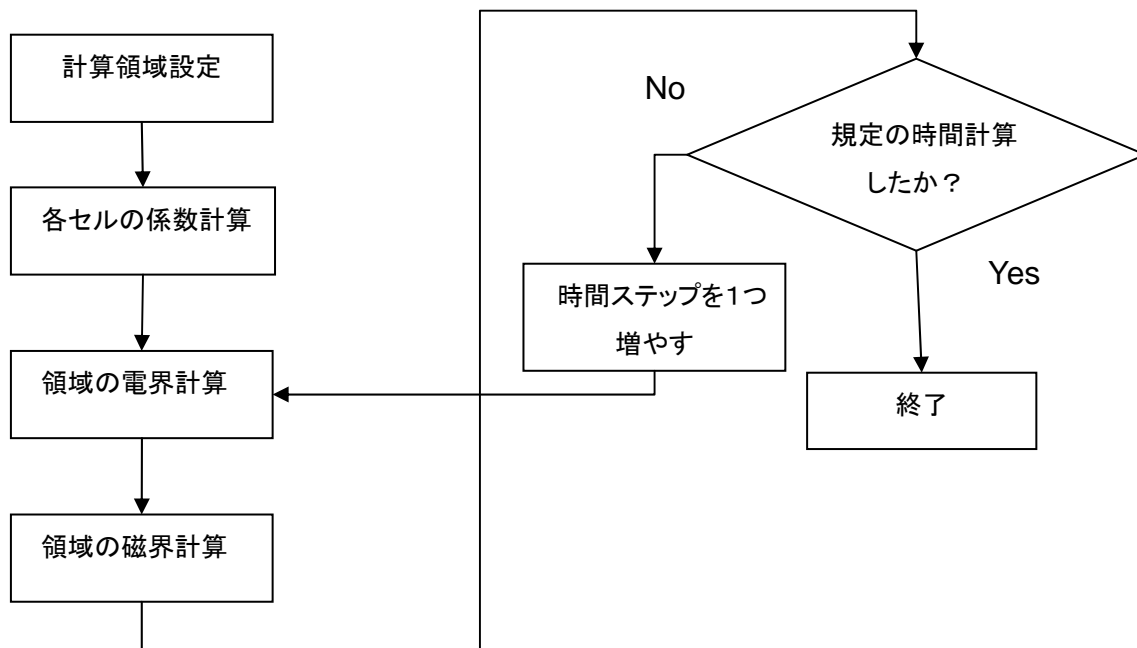 計算領域設定
各セルの係数計算
領域の電界計算
領域の磁界計算
No
規定の時間計算
したか？
Yes
時間ステップを１つ
増やす
終了